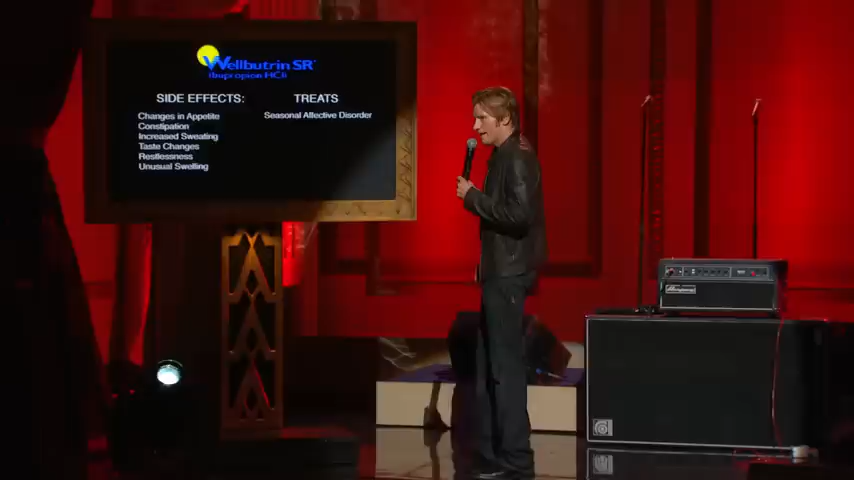 Wellbutrin SR®
(bupropion HCl)
SIDE EFFECTS:
Changes in Appetite
Constipation
Increased Sweating
Taste Changes
Restlessness
Unusual Swelling
TREATS
Seasonal Affective Disorder
Ampeg